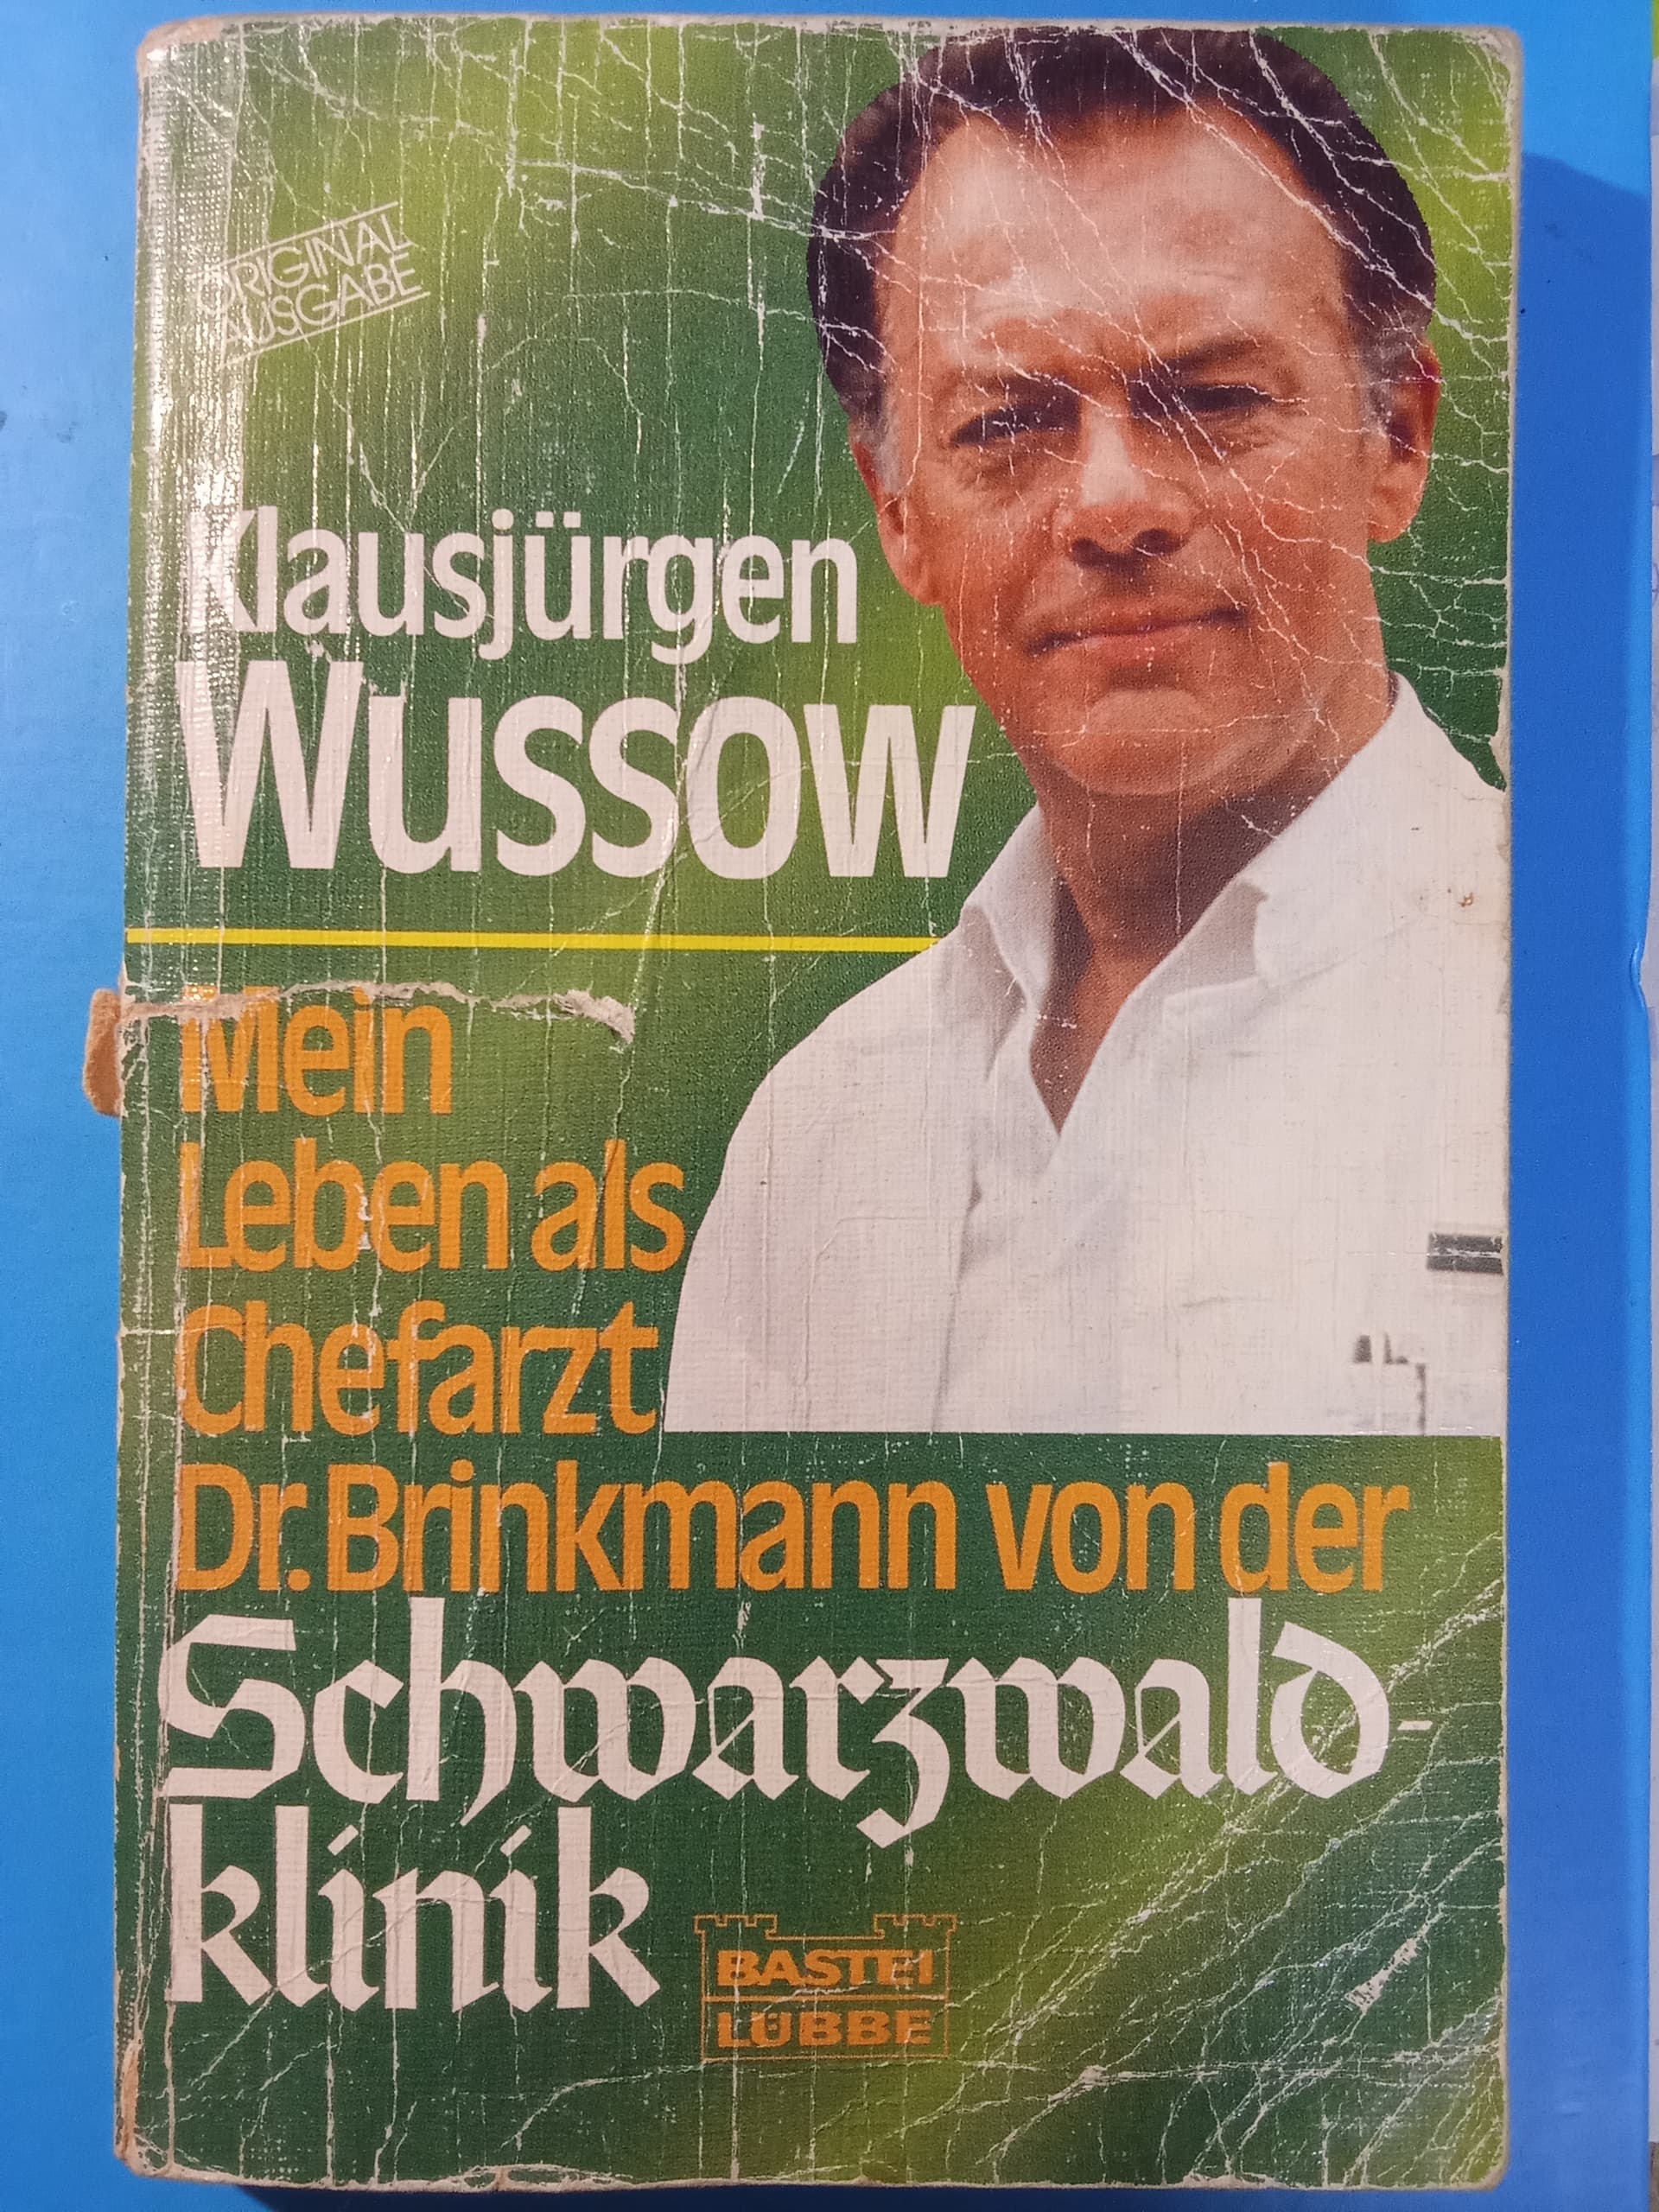 ORIGINAL
AUSGABE
Klausjürgen
Wussow
Mein
Leben als
Chefarzt
Dr. Brinkmann von der
Schwarzwald-
klinik
BASTEI
LÜBBE